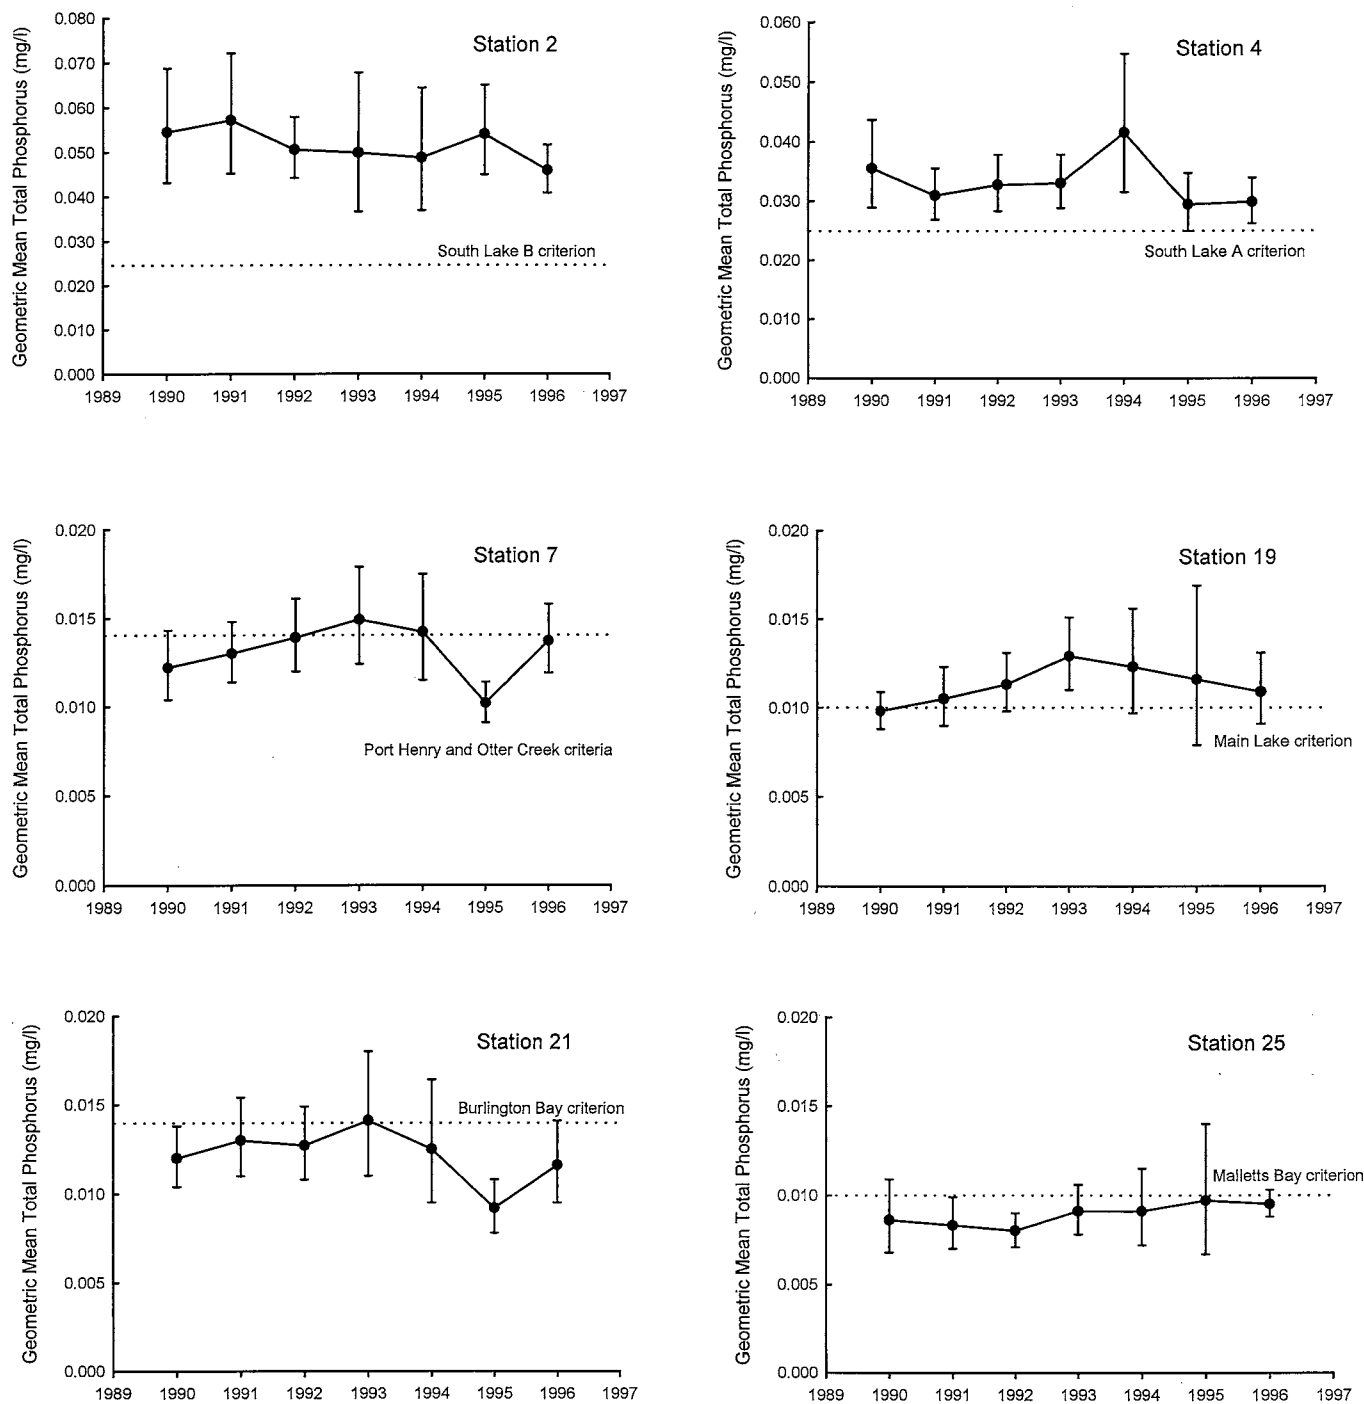 Geometric Mean Total Phosphorus (mg/l)
Station 2
0.080
0.070
0.060
0.050
0.040
0.030
0.020
0.010
0.000
South Lake B criterion
1989 1990 1991 1992 1993 1994 1995 1996 1997
Geometric Mean Total Phosphorus (mg/l)
Station 4
0.060
0.050
0.040
0.030
0.020
0.010
0.000
South Lake A criterion
1989 1990 1991 1992 1993 1994 1995 1996 1997
Geometric Mean Total Phosphorus (mg/l)
Station 7
0.020
0.015
0.010
0.005
0.000
Port Henry and Otter Creek criteria
1989 1990 1991 1992 1993 1994 1995 1996 1997
Geometric Mean Total Phosphorus (mg/l)
Station 19
0.020
0.015
0.010
0.005
0.000
Main Lake criterion
1989 1990 1991 1992 1993 1994 1995 1996 1997
Geometric Mean Total Phosphorus (mg/l)
Station 21
0.020
0.015
0.010
0.005
0.000
Burlington Bay criterion
1989 1990 1991 1992 1993 1994 1995 1996 1997
Geometric Mean Total Phosphorus (mg/l)
Station 25
0.020
0.015
0.010
0.005
0.000
Malletts Bay criterion
1989 1990 1991 1992 1993 1994 1995 1996 1997